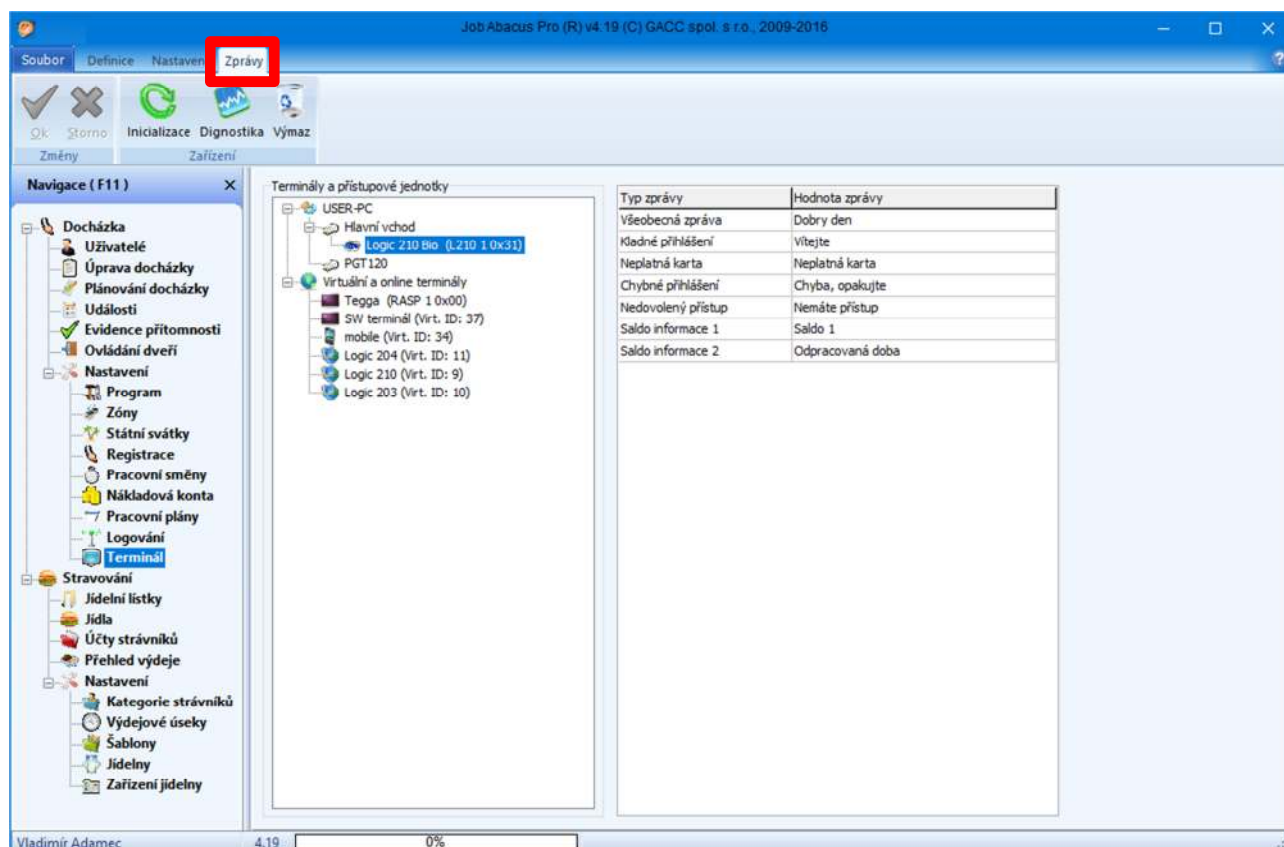 JobAbacus Pro (R) v4.19 (C) GACC spol. s r.o., 2009-2016
Soubor Definice Nastavení Zprávy
Ok Storno Inicializace Dignostika Výmaz
Změny Zařízení
Navigace ( F11 )
Docházka
Uživatelé
Úprava docházky
Plánování docházky
Události
Evidence přítomnosti
Ovládání dveří
Nastavení
Program
Zóny
Státní svátky
Registrace
Pracovní směny
Nákladová konta
Pracovní plány
Logování
Terminál
Stravování
Jídelní lístky
Jídla
Účty strávníků
Přehled výdeje
Nastavení
Kategorie strávníků
Výdejové úseky
Šablony
Jídelny
Zařízení jídelny
Terminály a přístupové jednotky
USER-PC
Hlavní vchod
Logic 210 Bio (L210 1 0x31)
PGT120
Virtuální a online terminály
Tegga (RASP 1 0x00)
SW terminál (Virt. ID: 37)
mobile (Virt. ID: 34)
Logic 204 (Virt. ID: 11)
Logic 210 (Virt. ID: 9)
Logic 203 (Virt. ID: 10)
Typ zprávy Hodnota zprávy
Všeobecná zpráva Dobry den
Kladné přihlášení Vítejte
Neplatná karta Neplatná karta
Chybné přihlášení Chyba, opakujte
Nedovolený přístup Nemáte přístup
Saldo informace 1 Saldo 1
Saldo informace 2 Odpracovaná doba
Vladimír Adamec 4.19 0%